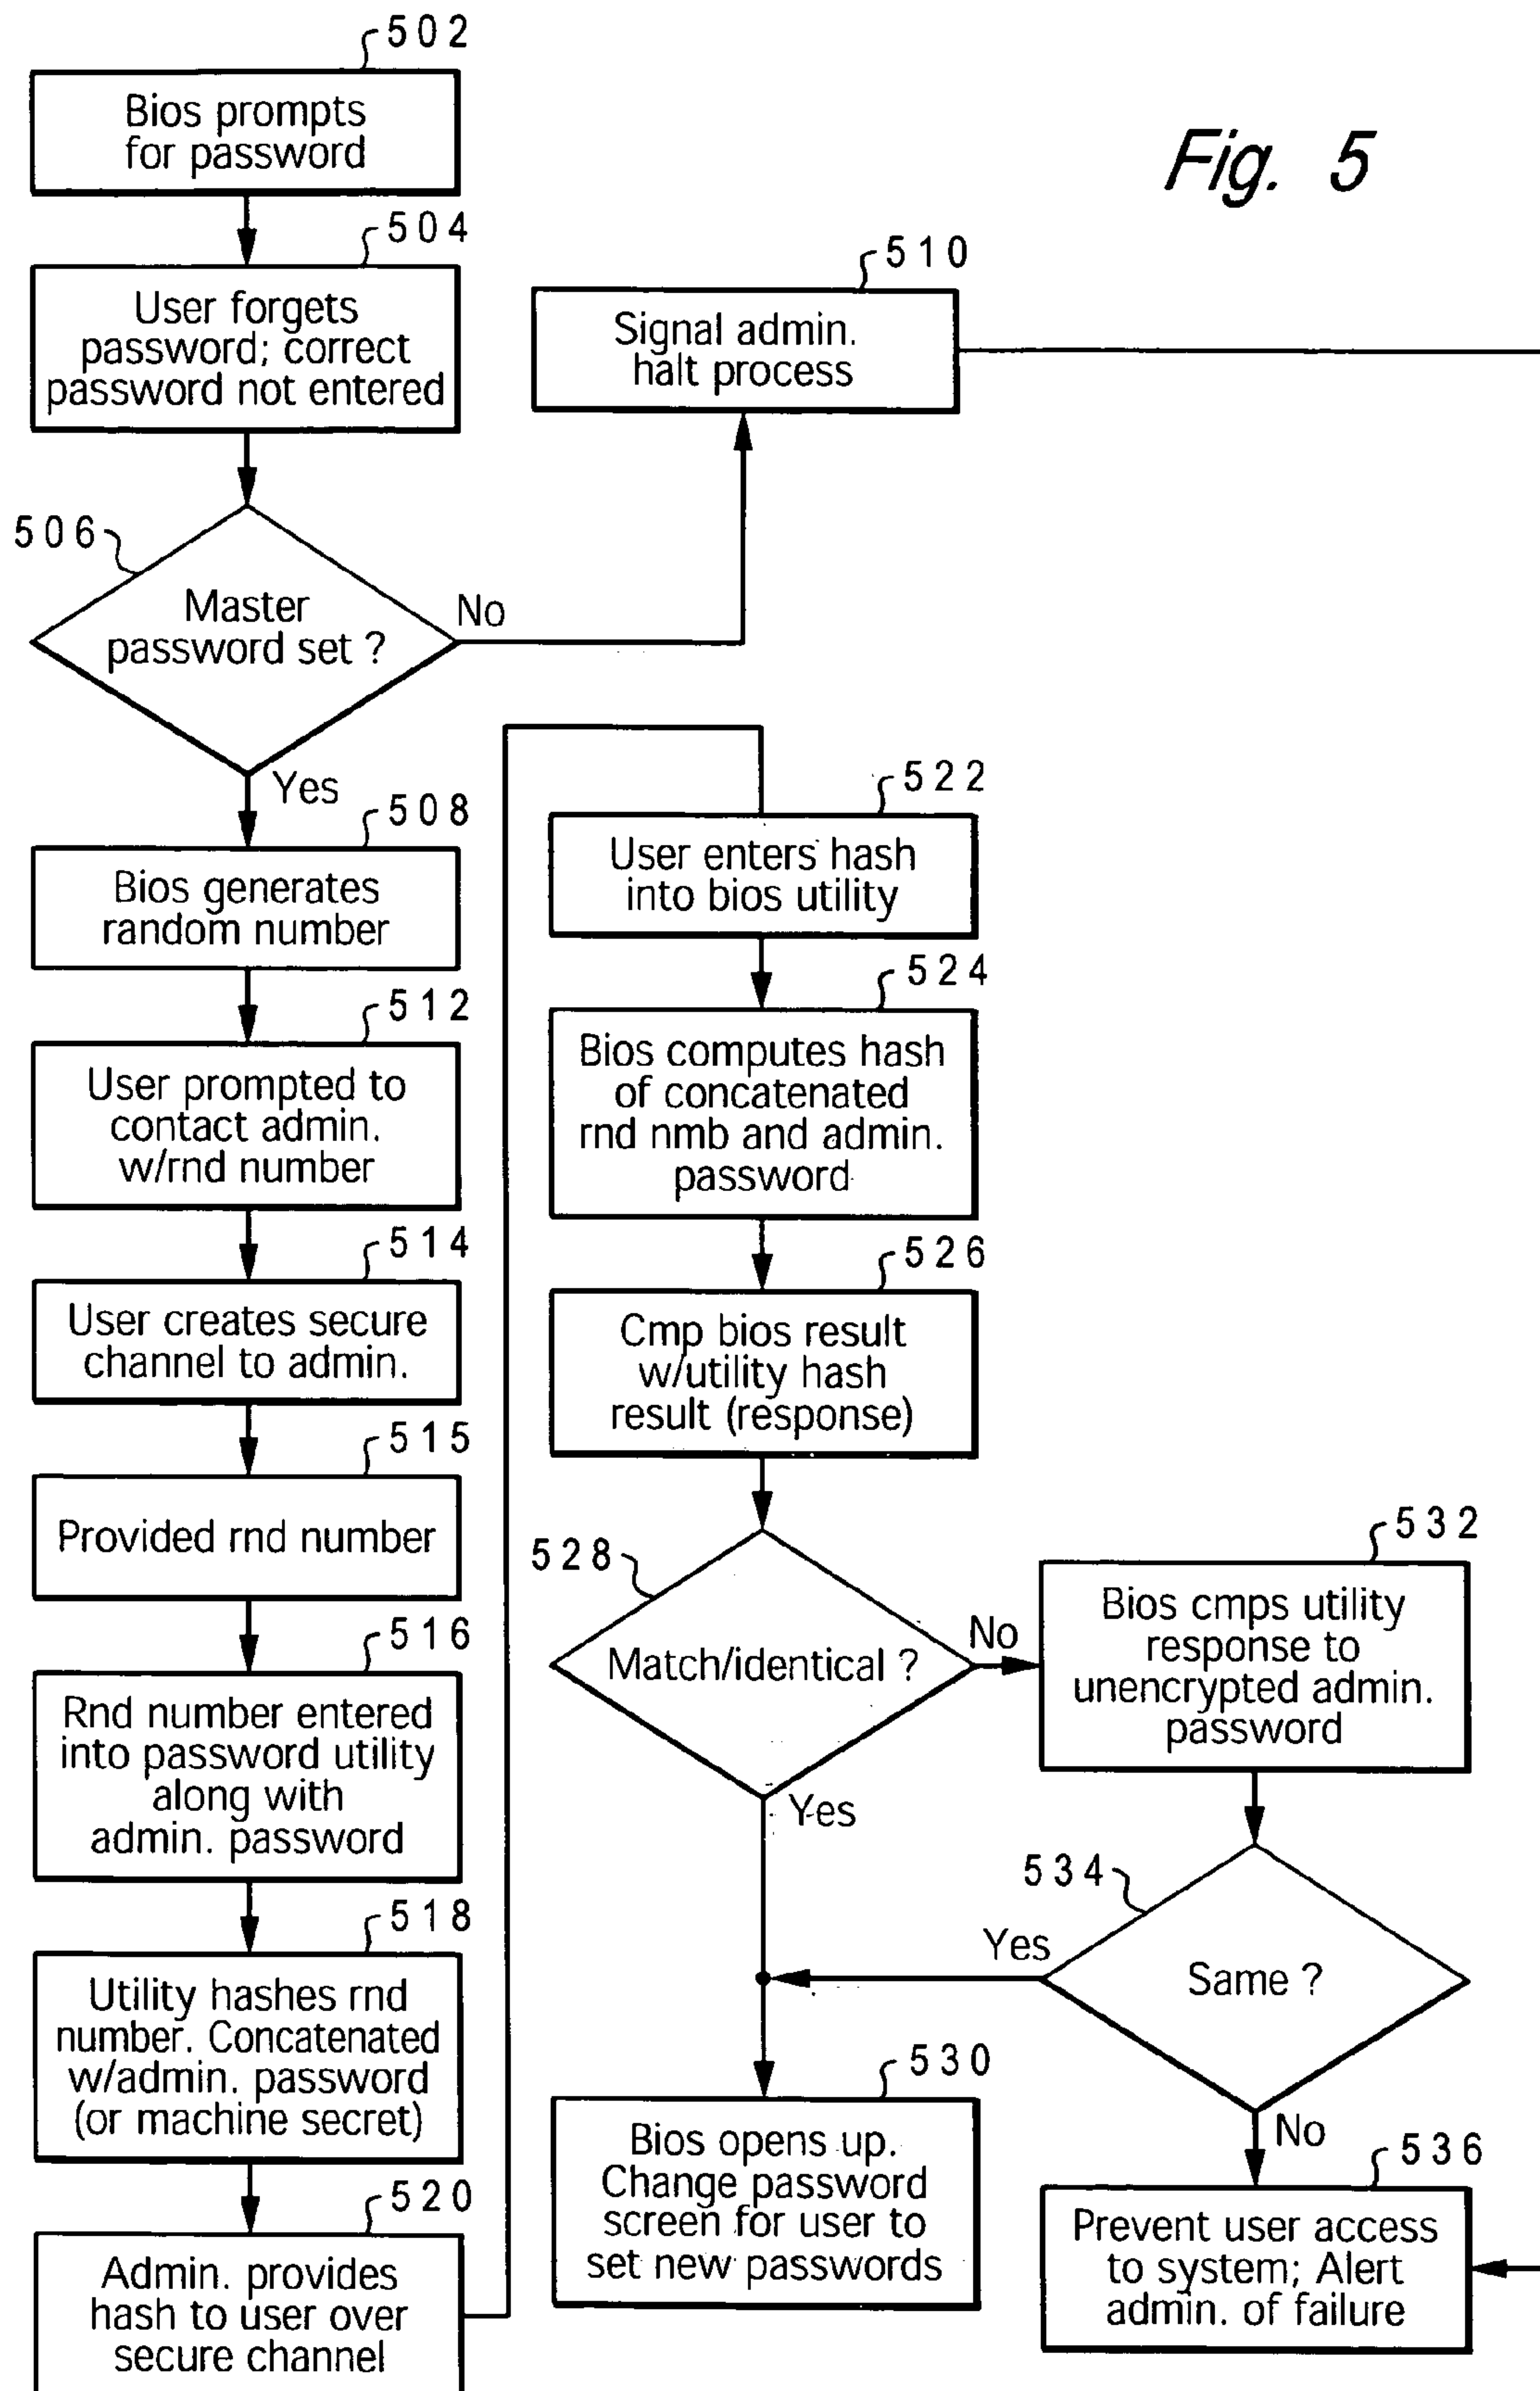 502
Bios prompts
for password
Fig. 5
504
User forgets
password; correct
password not entered
510
Signal admin.
halt process
506
Master
password set ?
No
Yes
508
Bios generates
random number
512
User prompted to
contact admin.
w/rnd number
514
User creates secure
channel to admin.
515
Provided rnd number
516
Rnd number entered
into password utility
along with
admin. password
518
Utility hashes rnd
number. Concatenated
w/admin. password
(or machine secret)
520
Admin. provides
hash to user over
secure channel
522
User enters hash
into bios utility
524
Bios computes hash
of concatenated
rnd nmb and admin.
password
526
Cmp bios result
w/utility hash
result (response)
528
Match/identical ?
No
Yes
532
Bios cmps utility
response to
unencrypted admin.
password
534
Same ?
Yes
No
530
Bios opens up.
Change password
screen for user to
set new passwords
536
Prevent user access
to system; Alert
admin. of failure